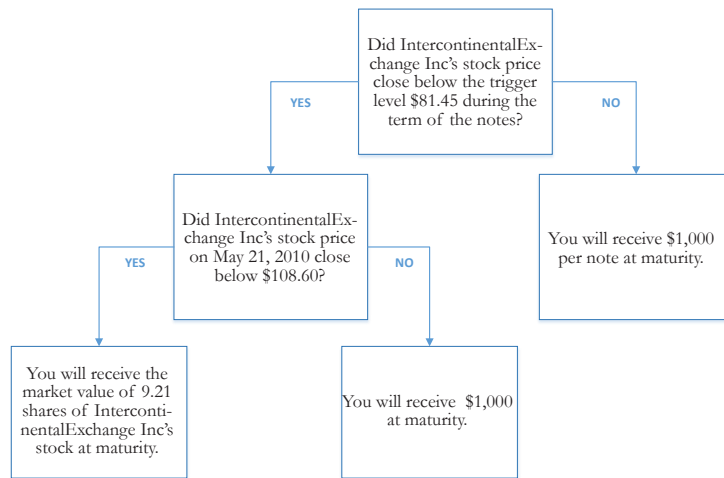 Did IntercontinentalEx-
change Inc's stock price
close below the trigger
level $81.45 during the
term of the notes?
YES
NO
Did IntercontinentalEx-
change Inc's stock price
on May 21, 2010 close
below $108.60?
You will receive $1,000
per note at maturity.
YES
NO
You will receive the
market value of 9.21
shares of Interconti-
nentalExchange Inc's
stock at maturity.
You will receive $1,000
at maturity.